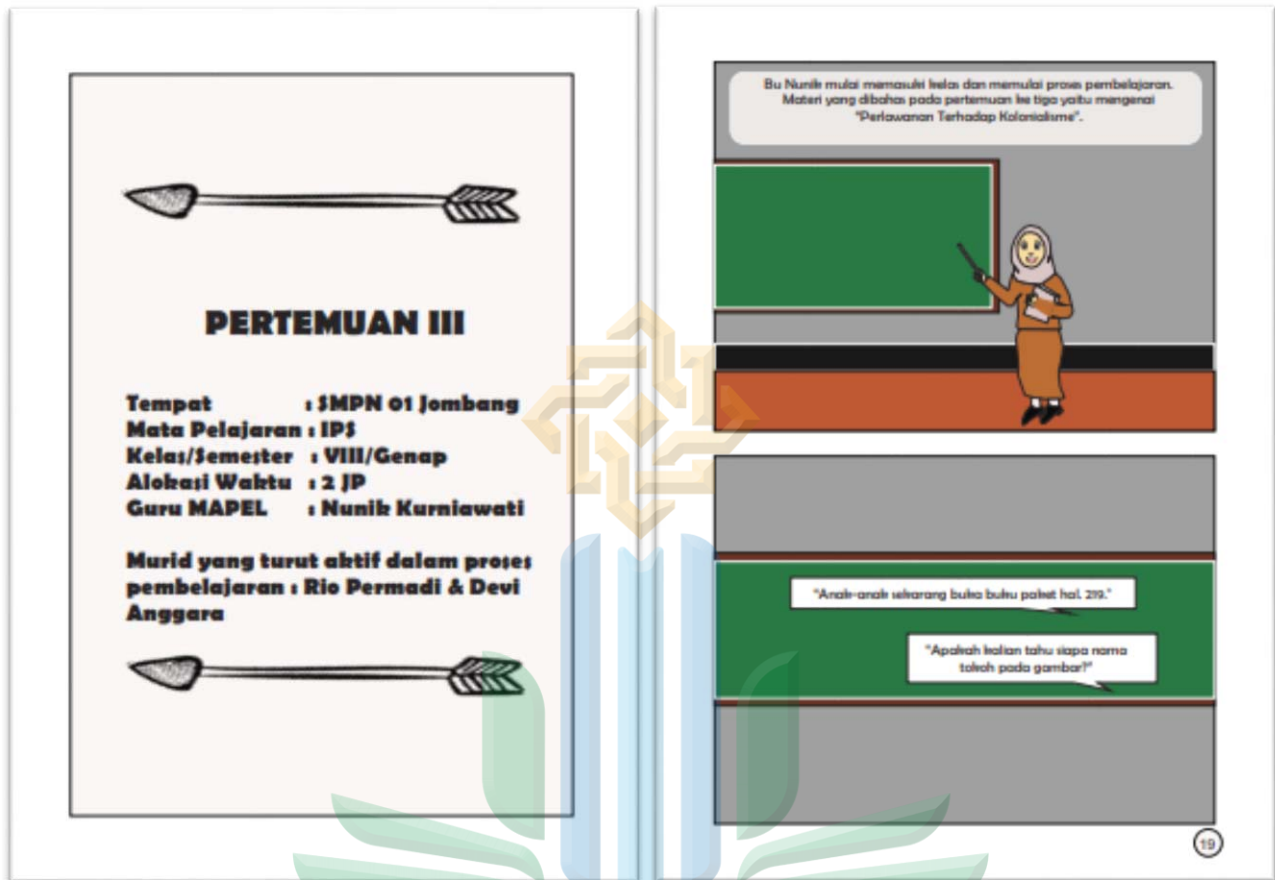 PERTEMUAN III
Tempat : SMPN 01 Jombang
Mata Pelajaran : IPS
Kelas/Semester : VIII/Genap
Alokasi Waktu : 2 JP
Guru MAPEL : Nunik Kurniawati
Murid yang turut aktif dalam proses
pembelajaran : Rio Permadi & Devi
Anggara
Bu Nunik mulai memasuki kelas dan memulai proses pembelajaran.
Materi yang dibahas pada pertemuan ke tiga yaitu mengenai
"Perlawanan Terhadap Kolonialisme".
"Anak-anak sekarang buka buku paket hal. 219."
"Apakah kalian tahu siapa nama
tokoh pada gambar?"
19